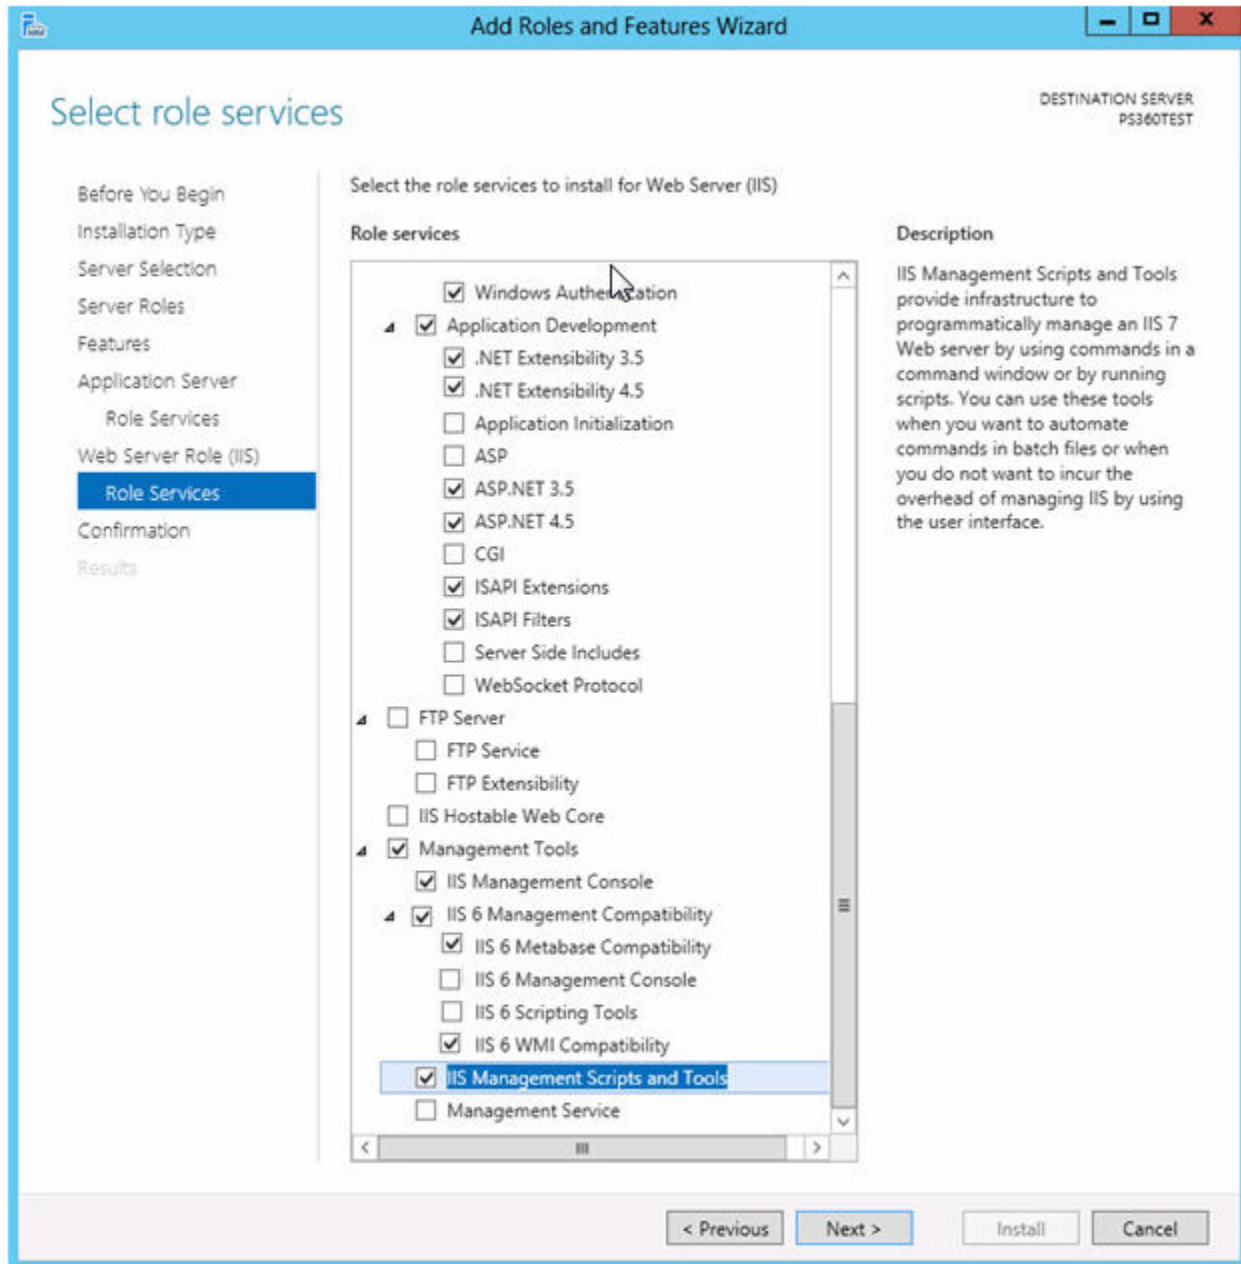 Add Roles and Features Wizard
Select role services
DESTINATION SERVER
PS360TEST
Before You Begin
Installation Type
Server Selection
Server Roles
Features
Application Server
Role Services
Web Server Role (IIS)
Role Services
Confirmation
Results
Select the role services to install for Web Server (IIS)
Role services
Windows Authentication
Application Development
.NET Extensibility 3.5
.NET Extensibility 4.5
Application Initialization
ASP
ASP.NET 3.5
ASP.NET 4.5
CGI
ISAPI Extensions
ISAPI Filters
Server Side Includes
WebSocket Protocol
FTP Server
FTP Service
FTP Extensibility
IIS Hostable Web Core
Management Tools
IIS Management Console
IIS 6 Management Compatibility
IIS 6 Metabase Compatibility
IIS 6 Management Console
IIS 6 Scripting Tools
IIS 6 WMI Compatibility
IIS Management Scripts and Tools
Management Service
Description
IIS Management Scripts and Tools
provide infrastructure to
programmatically manage an IIS 7
Web server by using commands in a
command window or by running
scripts. You can use these tools
when you want to automate
commands in batch files or when
you do not want to incur the
overhead of managing IIS by using
the user interface.
< Previous
Next >
Install
Cancel